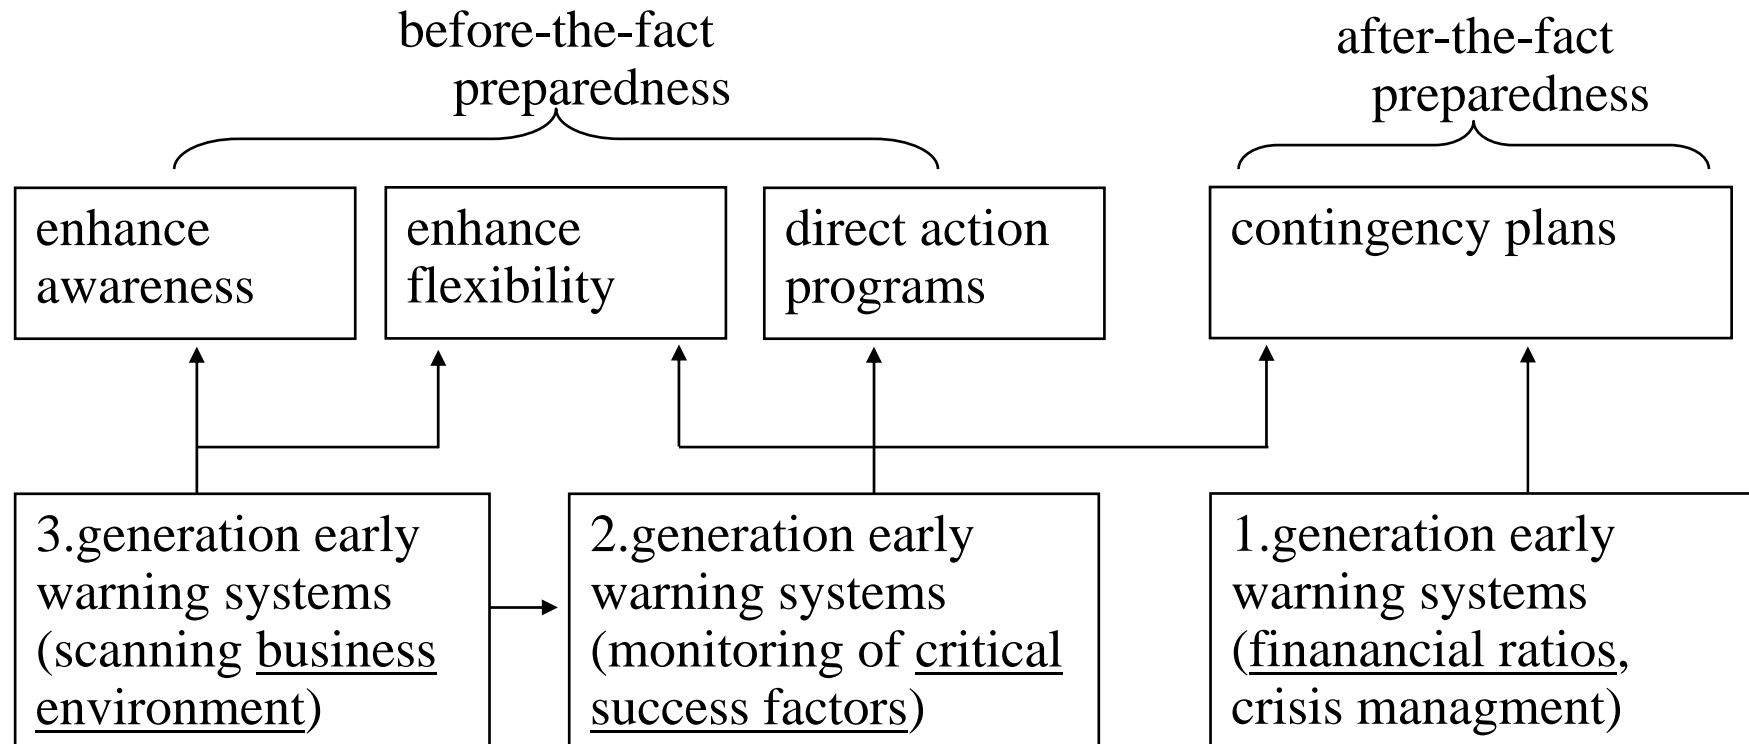 before-the-fact
preparedness
after-the-fact
preparedness
enhance
awareness
enhance
flexibility
direct action
programs
contingency plans
3.generation early
warning systems
(scanning business
environment)
2.generation early
warning systems
(monitoring of critical
success factors)
1.generation early
warning systems
(finanancial ratios,
crisis managment)